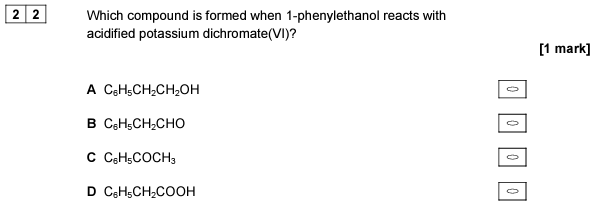 2 2 Which compound is formed when 1-phenylethanol reacts with
acidified potassium dichromate(VI)?
[1 mark]
A C₆H₅CH₂CH₂OH
B C₆H₅CH₂CHO
C C₆H₅COCH₃
D C₆H₅CH₂COOH